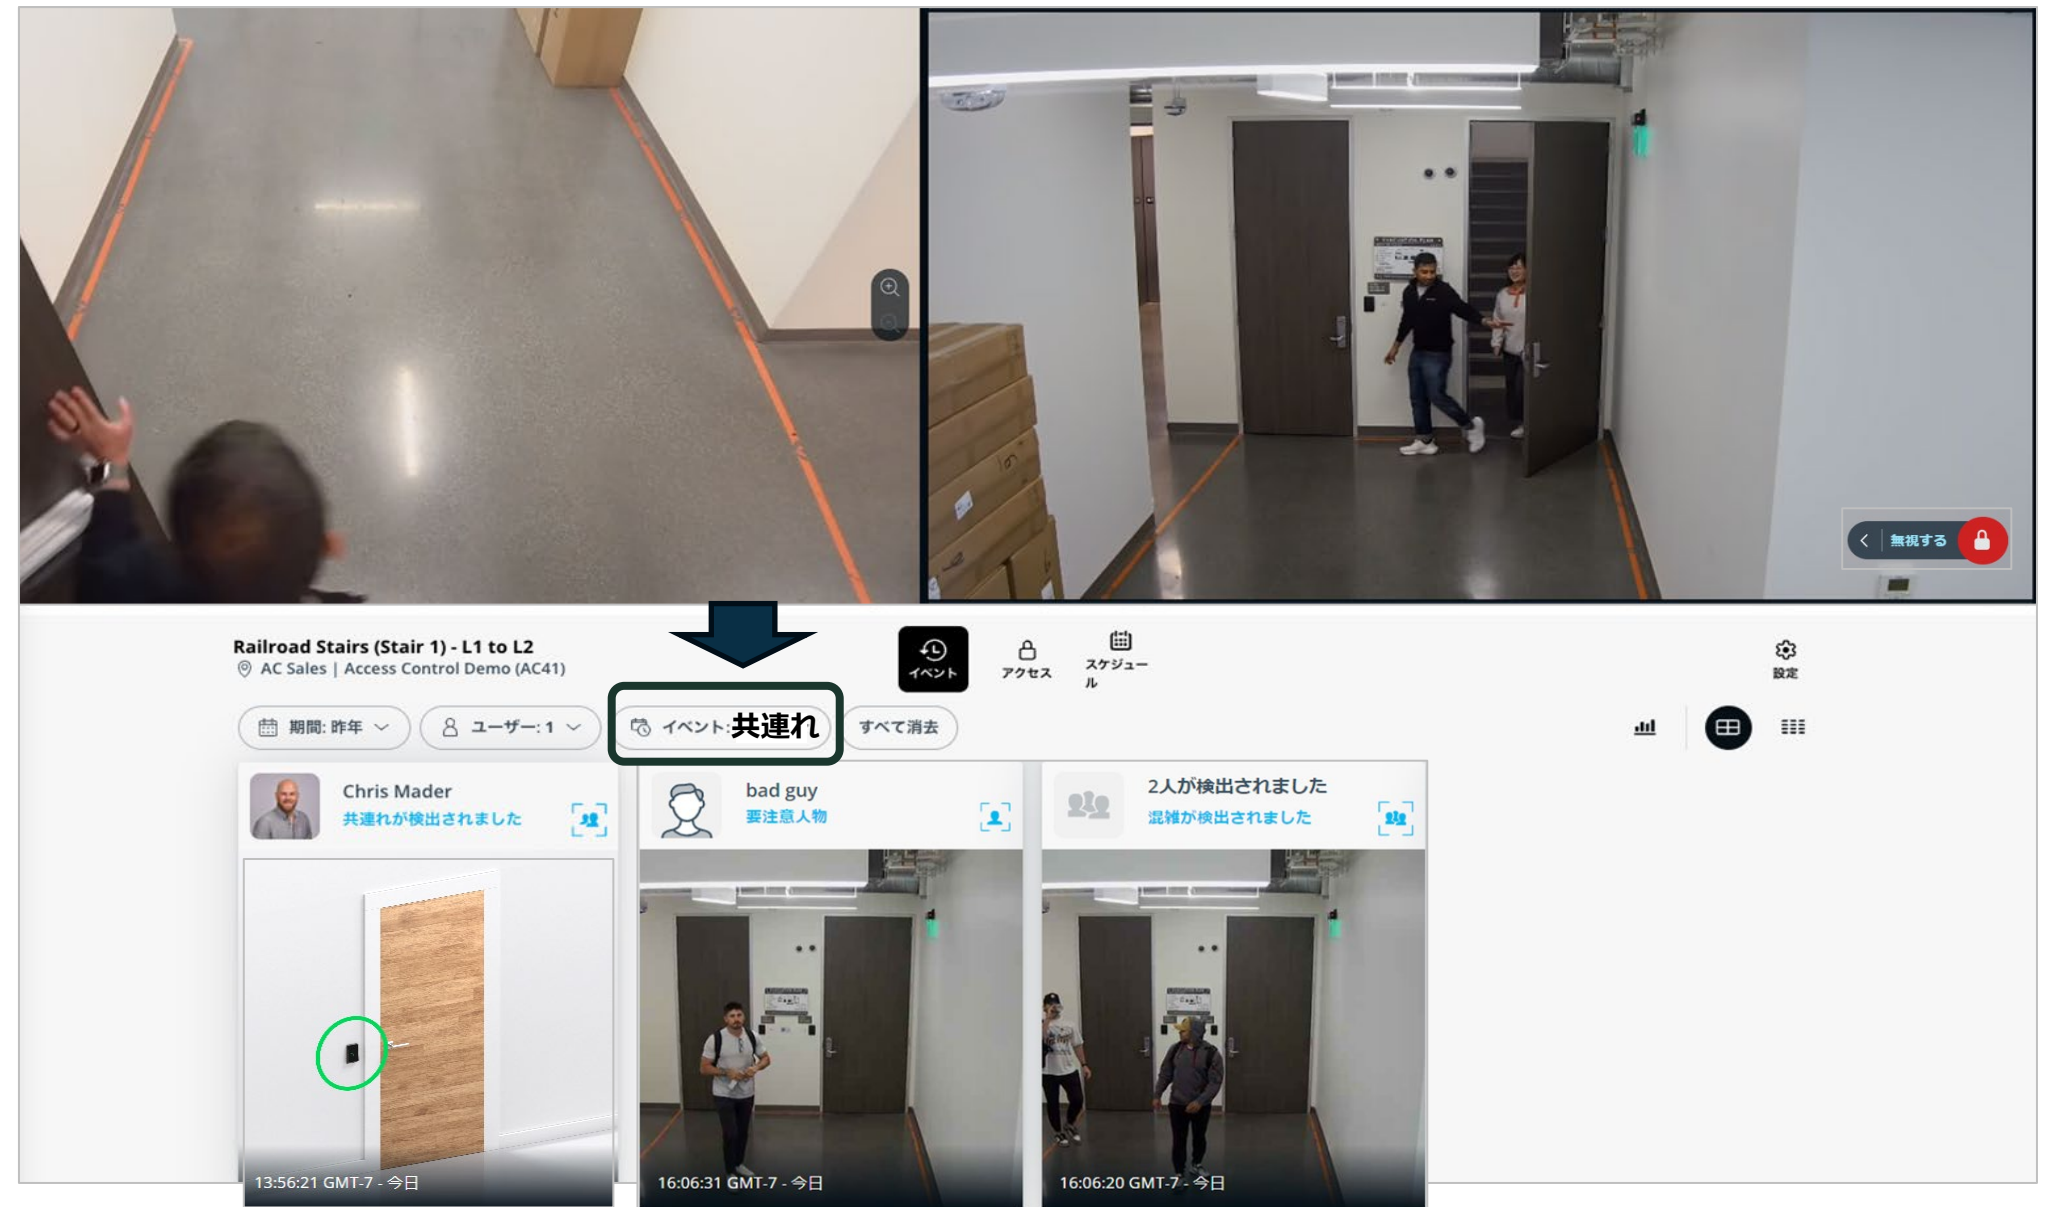 無視する
Railroad Stairs (Stair 1) - L1 to L2
AC Sales | Access Control Demo (AC41)
イベント
アクセス
スケジュー
ル
設定
期間: 昨年
ユーザー: 1
イベント: 共連れ
すべて消去
Chris Mader
共連れが検出されました
bad guy
要注意人物
2人が検出されました
混雑が検出されました
13:56:21 GMT-7 - 今日
16:06:31 GMT-7 - 今日
16:06:20 GMT-7 - 今日